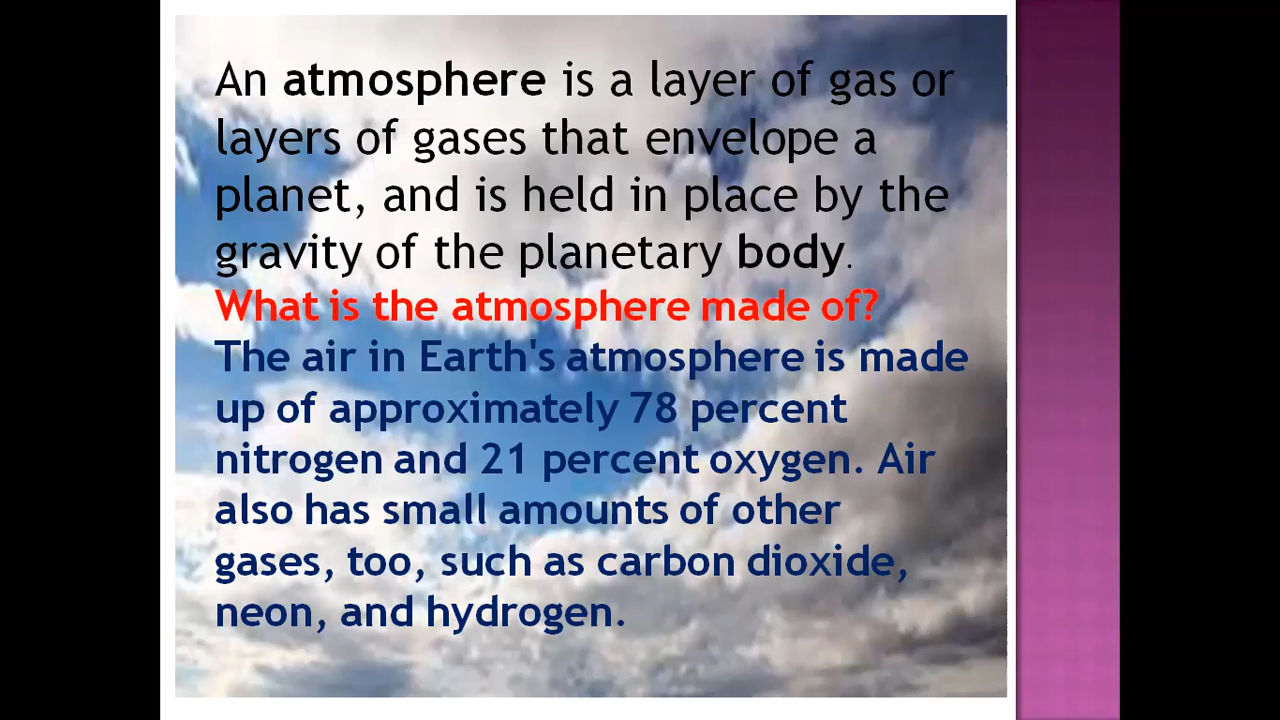 An atmosphere is a layer of gas or
layers of gases that envelope a
planet, and is held in place by the
gravity of the planetary body.
What is the atmosphere made of?
The air in Earth's atmosphere is made
up of approximately 78 percent
nitrogen and 21 percent oxygen. Air
also has small amounts of other
gases, too, such as carbon dioxide,
neon, and hydrogen.